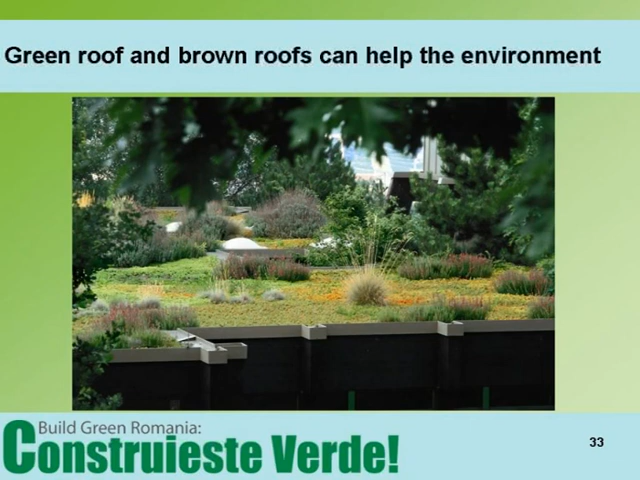 Green roof and brown roofs can help the environment
Build Green Romania:
Construieste Verde!
33